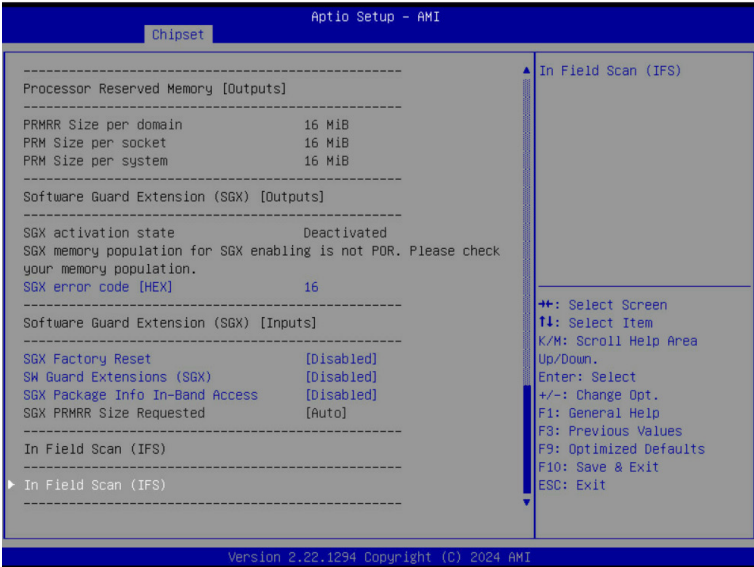 Aptio Setup – AMI
Chipset
--------------------------------------------------
Processor Reserved Memory [Outputs]
--------------------------------------------------
PRMRR Size per domain 16 MiB
PRM Size per socket 16 MiB
PRM Size per system 16 MiB
--------------------------------------------------
Software Guard Extension (SGX) [Outputs]
--------------------------------------------------
SGX activation state Deactivated
SGX memory population for SGX enabling is not POR. Please check
your memory population.
SGX error code [HEX] 16
--------------------------------------------------
Software Guard Extension (SGX) [Inputs]
--------------------------------------------------
SGX Factory Reset [Disabled]
SW Guard Extensions (SGX) [Disabled]
SGX Package Info In-Band Access [Disabled]
SGX PRMRR Size Requested [Auto]
--------------------------------------------------
In Field Scan (IFS)
--------------------------------------------------
In Field Scan (IFS)
--------------------------------------------------
In Field Scan (IFS)
→←: Select Screen
↑↓: Select Item
K/M: Scroll Help Area
Up/Down.
Enter: Select
+/-: Change Opt.
F1: General Help
F3: Previous Values
F9: Optimized Defaults
F10: Save & Exit
ESC: Exit
Version 2.22.1294 Copyright (C) 2024 AMI